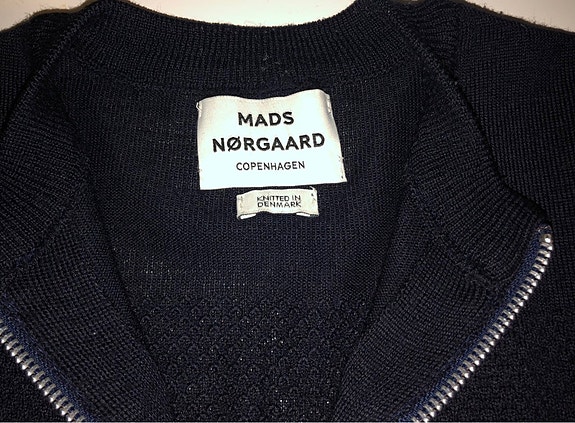 MADS
NØRGAARD
COPENHAGEN
KNITTED IN
DENMARK